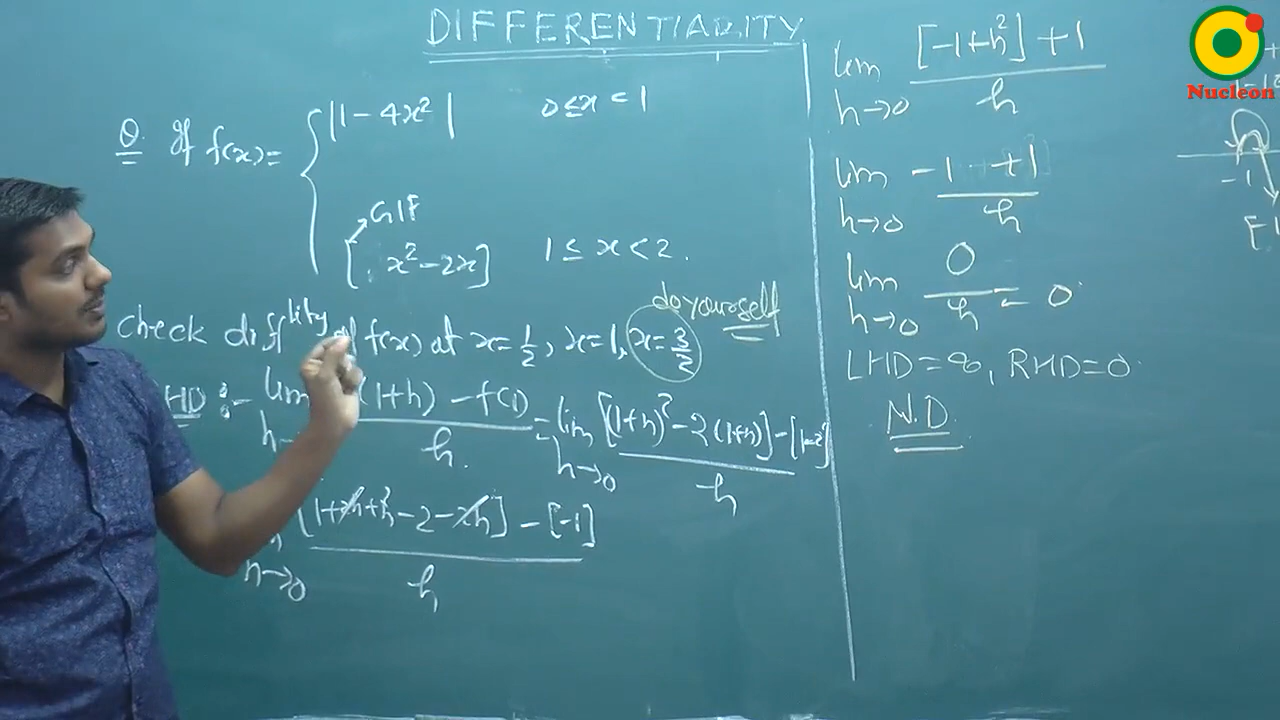 DIFFERENTIABILITY
Q. If f(x)= { |1-4x²| 0≤x<1
GIF
[x²-2x] 1≤x<2.
Check diff lity of f(x) at x=1/2, x=1, x=3/2
do yourself
HD :- lim (1+h) - f(1) / h = lim h→0 [(1+h)²-2(1+h)]-[1-2] / h
[1+2h+h²-2-2h] - [-1] / h
h→0
lim h→0 [-1+h²]+1 / h
lim h→0 -1+1 / h
lim h→0 0 / h = 0
LHD=∞, RHD=0
N.D.
Nucleon
-1